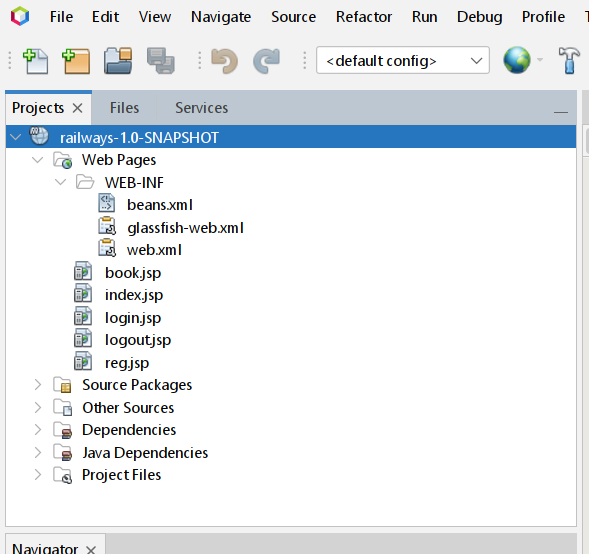 File Edit View Navigate Source Refactor Run Debug Profile
<default config>
Projects Files Services
railways-1.0-SNAPSHOT
Web Pages
WEB-INF
beans.xml
glassfish-web.xml
web.xml
book.jsp
index.jsp
login.jsp
logout.jsp
reg.jsp
Source Packages
Other Sources
Dependencies
Java Dependencies
Project Files
Navigator